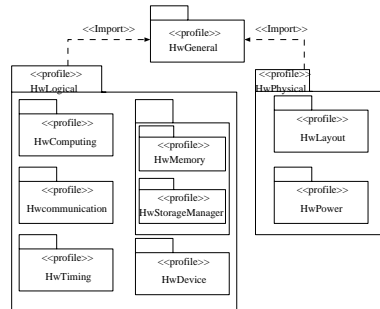 <<Import>>
<<Import>>
<<profile>>
HwGeneral
<<profile>>
HwLogical
<<profile>>
HwPhysical
<<profile>>
HwComputing
<<profile>>
HwMemory
<<profile>>
HwLayout
<<profile>>
Hwcommunication
<<profile>>
HwStorageManager
<<profile>>
HwPower
<<profile>>
HwTiming
<<profile>>
HwDevice